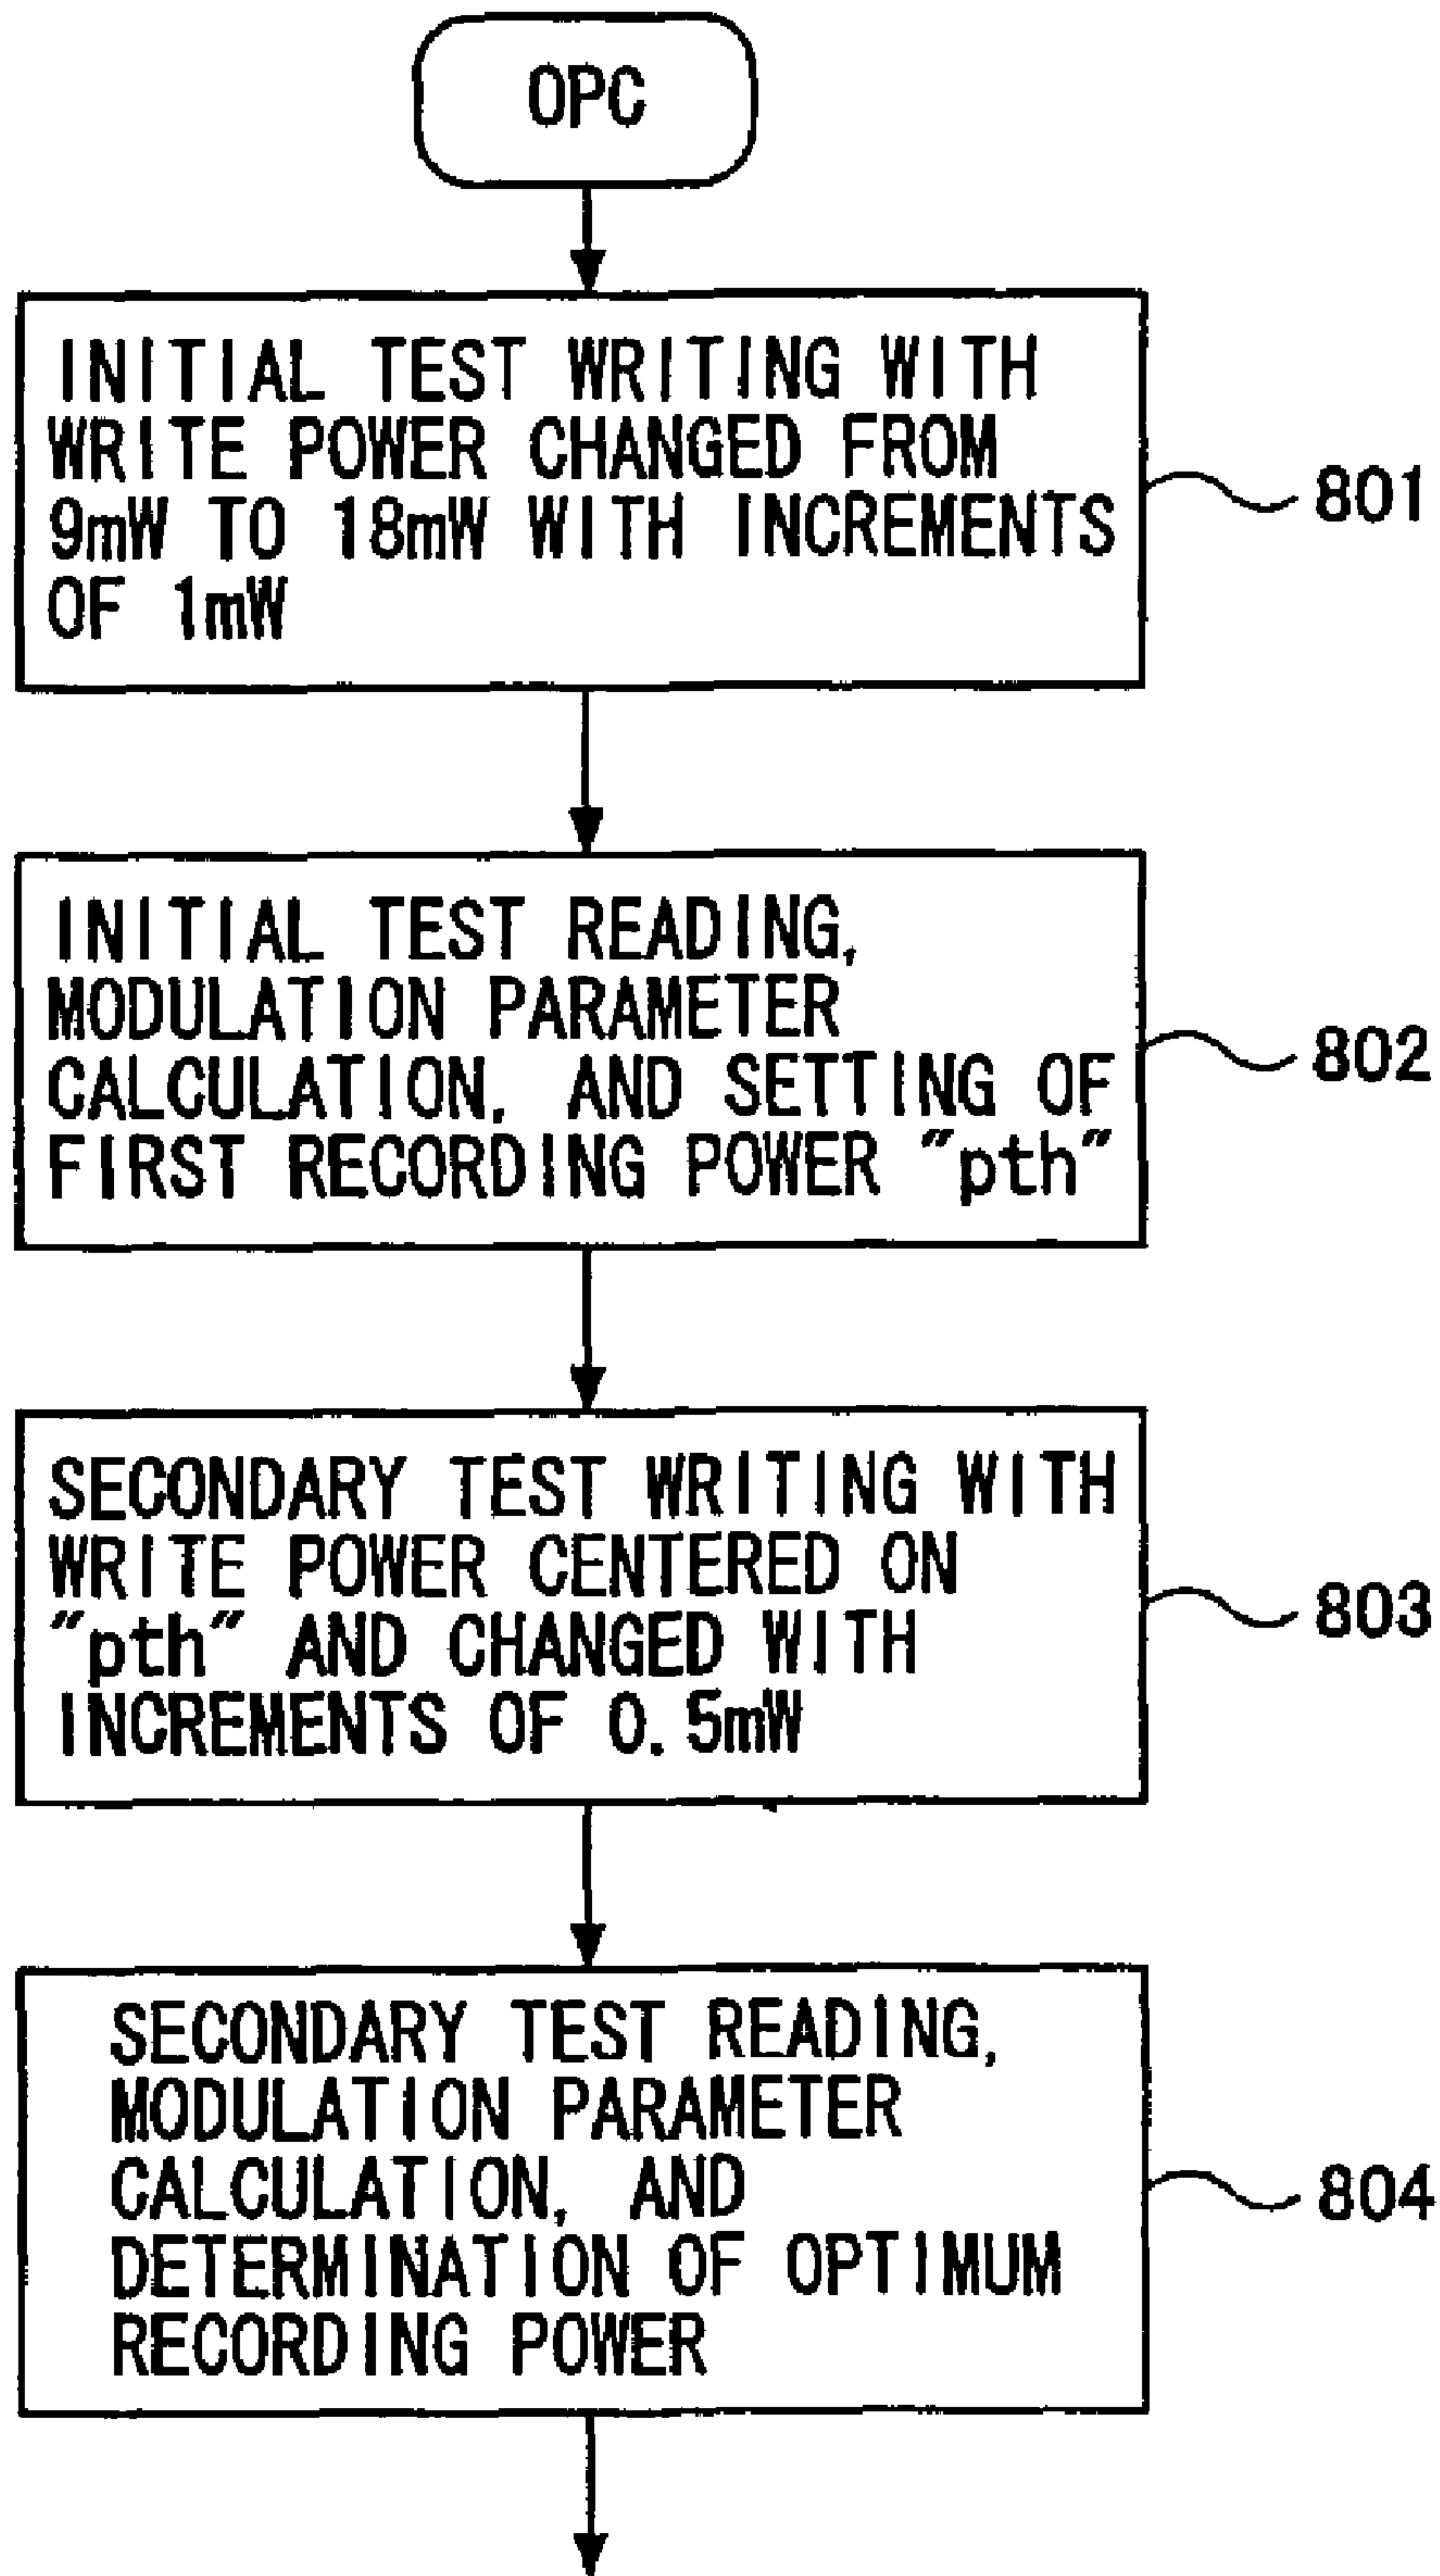 OPC
INITIAL TEST WRITING WITH
WRITE POWER CHANGED FROM
9mW TO 18mW WITH INCREMENTS
OF 1mW
801
INITIAL TEST READING,
MODULATION PARAMETER
CALCULATION, AND SETTING OF
FIRST RECORDING POWER "pth"
802
SECONDARY TEST WRITING WITH
WRITE POWER CENTERED ON
"pth" AND CHANGED WITH
INCREMENTS OF 0.5mW
803
SECONDARY TEST READING,
MODULATION PARAMETER
CALCULATION, AND
DETERMINATION OF OPTIMUM
RECORDING POWER
804